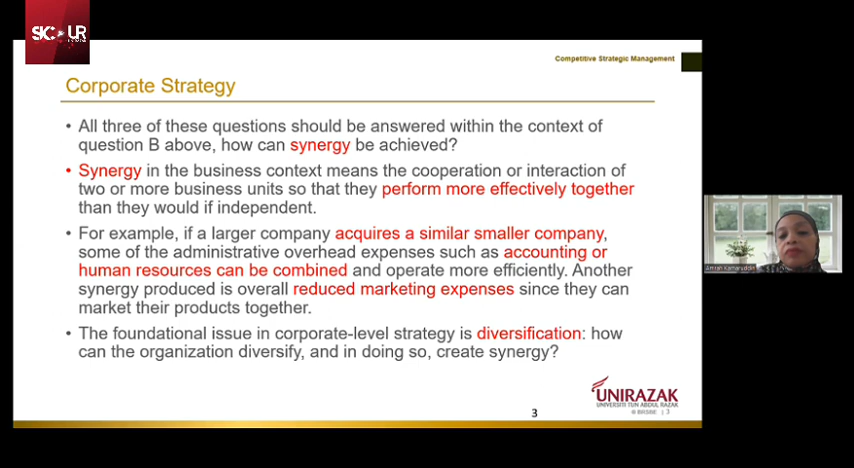 SIC UR
Competitive Strategic Management
Corporate Strategy
• All three of these questions should be answered within the context of
question B above, how can synergy be achieved?
• Synergy in the business context means the cooperation or interaction of
two or more business units so that they perform more effectively together
than they would if independent.
• For example, if a larger company acquires a similar smaller company,
some of the administrative overhead expenses such as accounting or
human resources can be combined and operate more efficiently. Another
synergy produced is overall reduced marketing expenses since they can
market their products together.
• The foundational issue in corporate-level strategy is diversification: how
can the organization diversify, and in doing so, create synergy?
UNIRAZAK
UNIVERSITI TUN ABDUL RAZAK
| 3
3
Kamaruddin